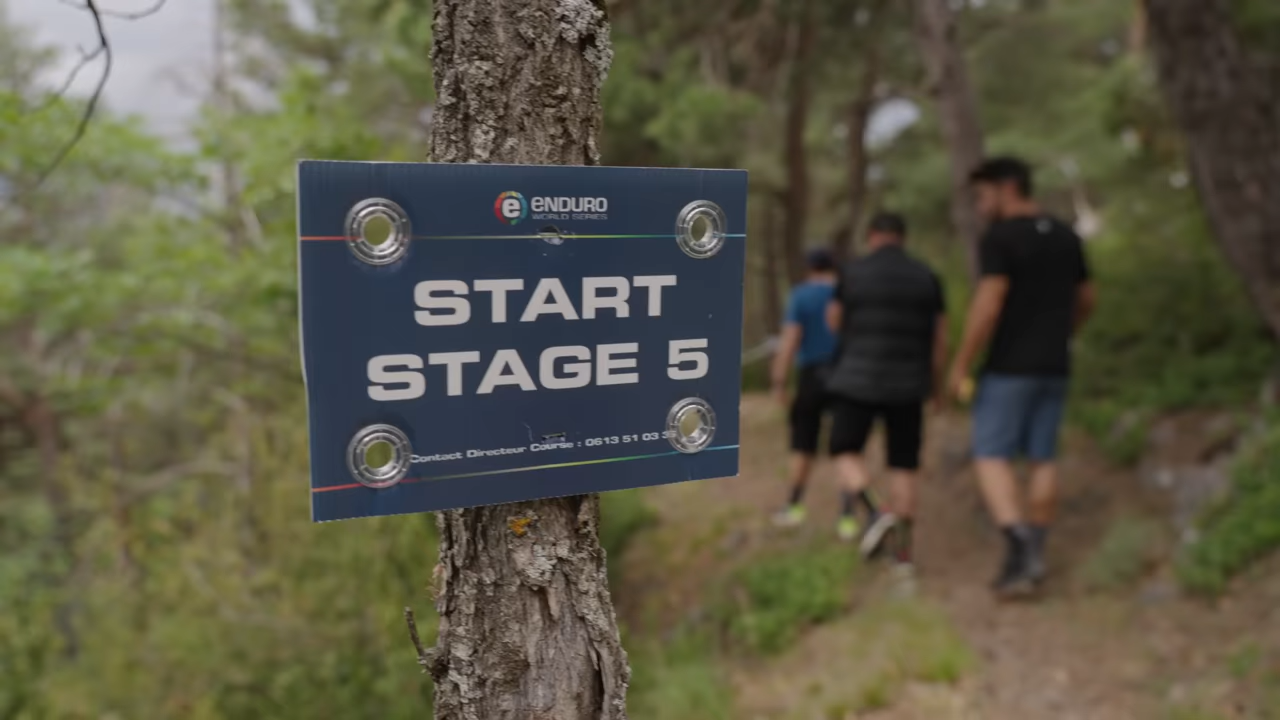 e ENDURO
WORLD SERIES
START
STAGE 5
Contact Directeur Course : 0613 51 03